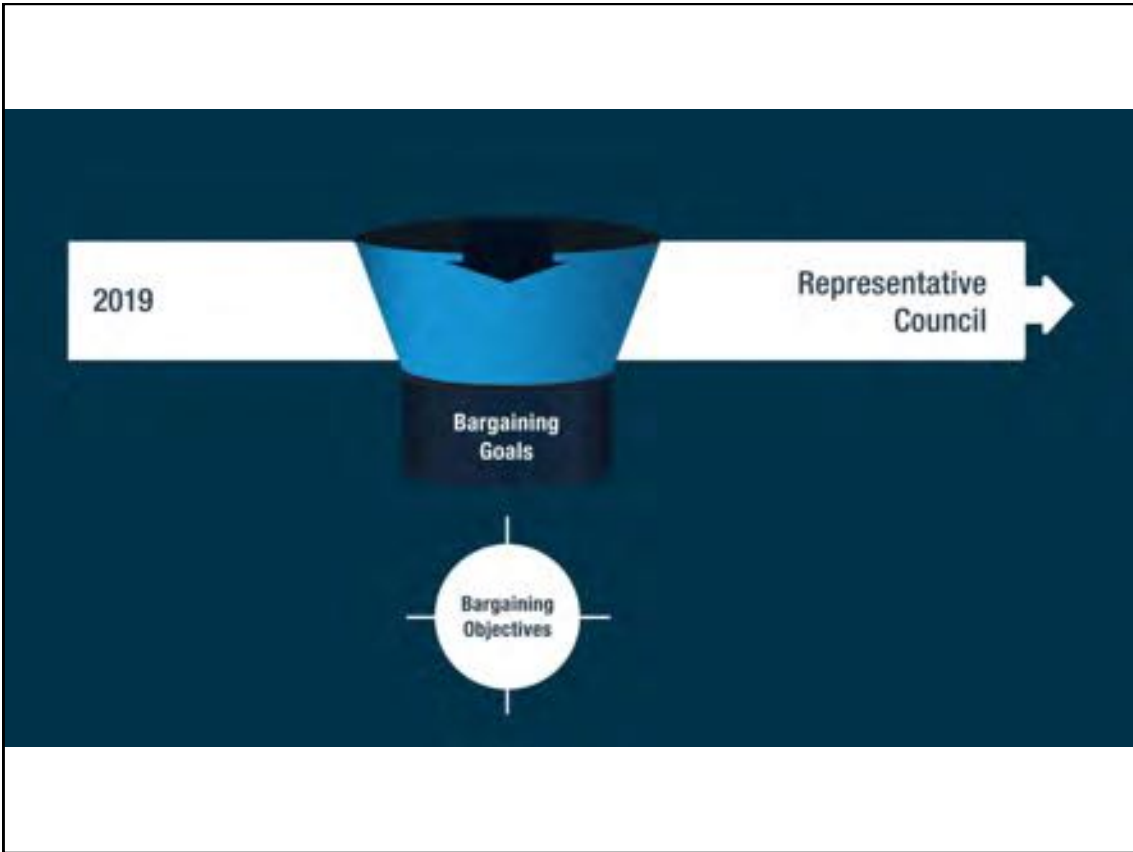 2019
Representative
Council
Bargaining
Goals
Bargaining
Objectives